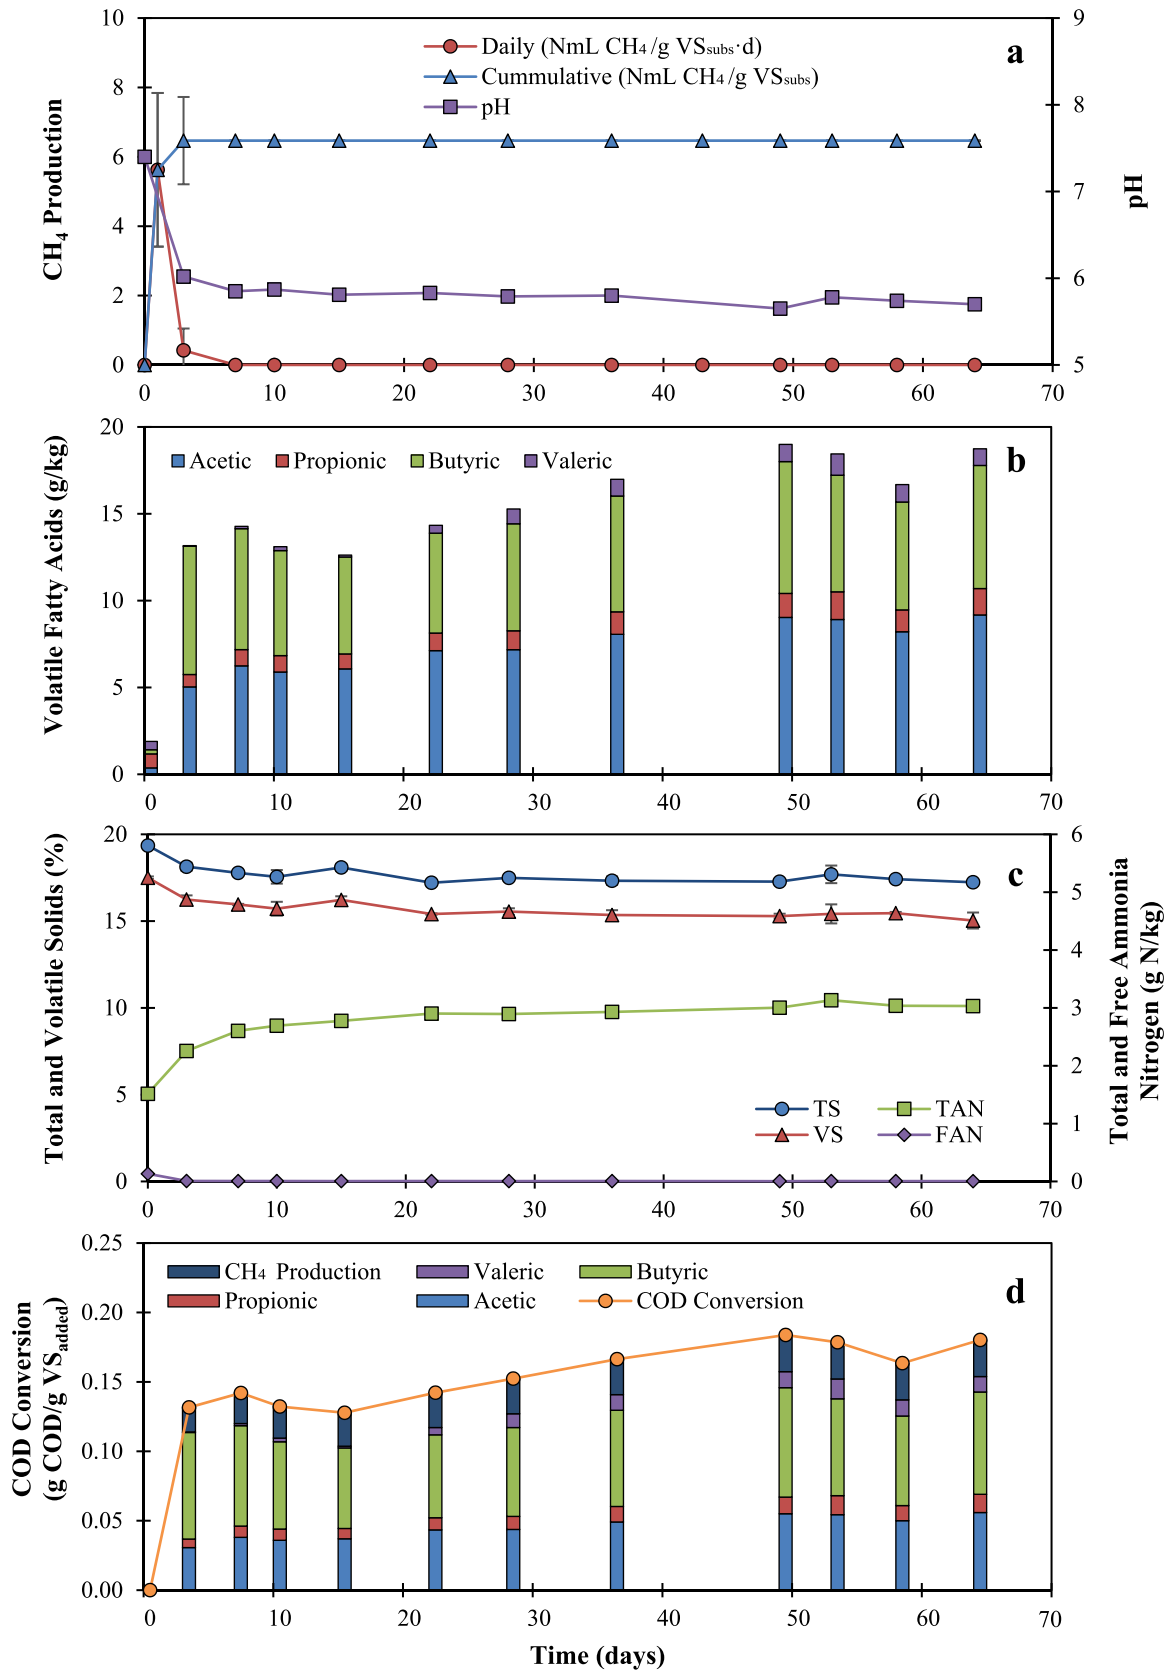 10
8
6
4
2
0
CH4 Production
Daily (NmL CH4 /g VSsubs·d)
Cummulative (NmL CH4 /g VSsubs)
pH
a
9
8
7
6
5
pH
0 10 20 30 40 50 60
20
15
10
5
0
Volatile Fatty Acids (g/kg)
Acetic Propionic Butyric Valeric
b
0 10 20 30 40 50 60 70
20
15
10
5
0
Total and Volatile Solids (%)
c
TS TAN
VS FAN
6
5
4
3
2
1
0
Total and Free Ammonia
Nitrogen (g N/kg)
0 10 20 30 40 50 60 70
0.25
0.20
0.15
0.10
0.05
0.00
COD Conversion
(g COD/g VSadded)
CH4 Production Valeric Butyric
Propionic Acetic COD Conversion
d
0 10 20 30 40 50 60 70
Time (days)